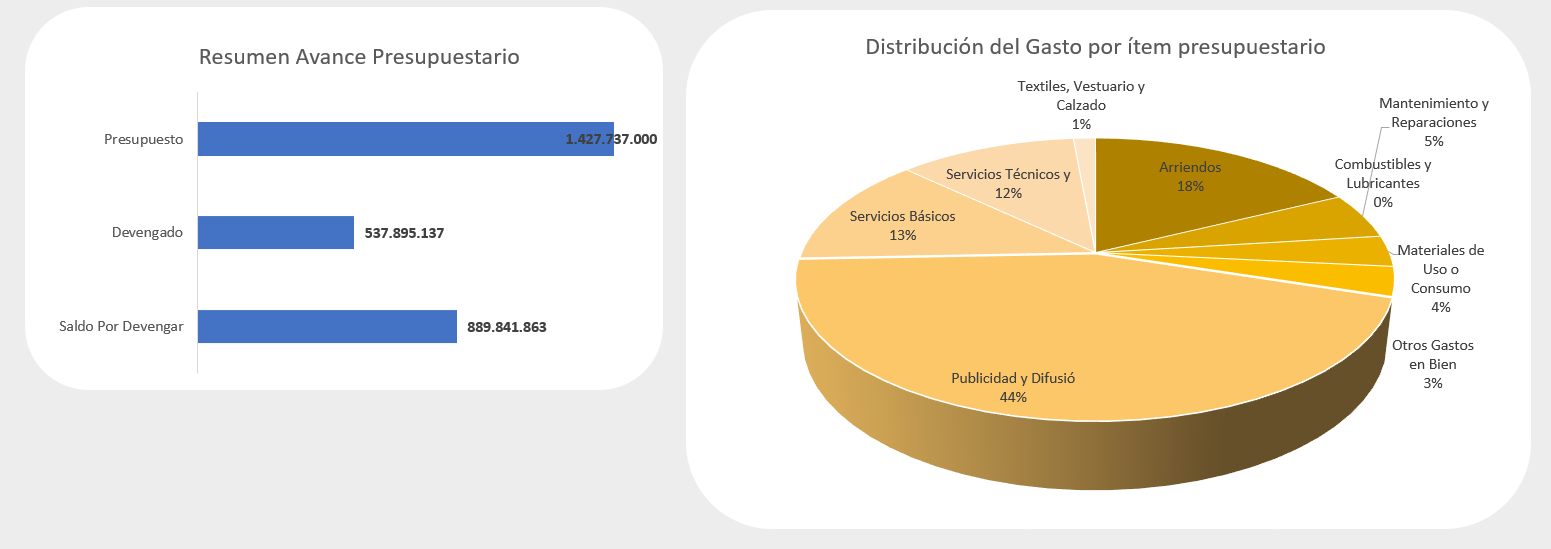 Resumen Avance Presupuestario
Presupuesto
1.427.737.000
Devengado
537.895.137
Saldo Por Devengar
889.841.863
Distribución del Gasto por ítem presupuestario
Textiles, Vestuario y
Calzado
1%
Mantenimiento y
Reparaciones
5%
Arriendos
18%
Combustibles y
Lubricantes
0%
Servicios Técnicos y
12%
Servicios Básicos
13%
Materiales de
Uso o
Consumo
4%
Otros Gastos
en Bien
3%
Publicidad y Difusió
44%